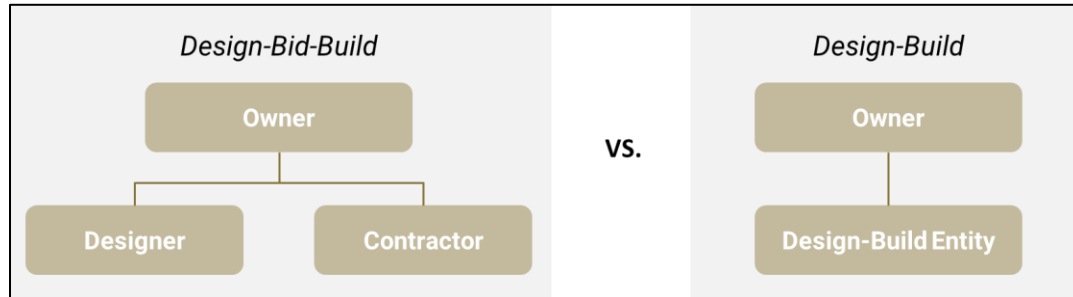 Design-Bid-Build
Owner
Designer
Contractor
VS.
Design-Build
Owner
Design-Build Entity